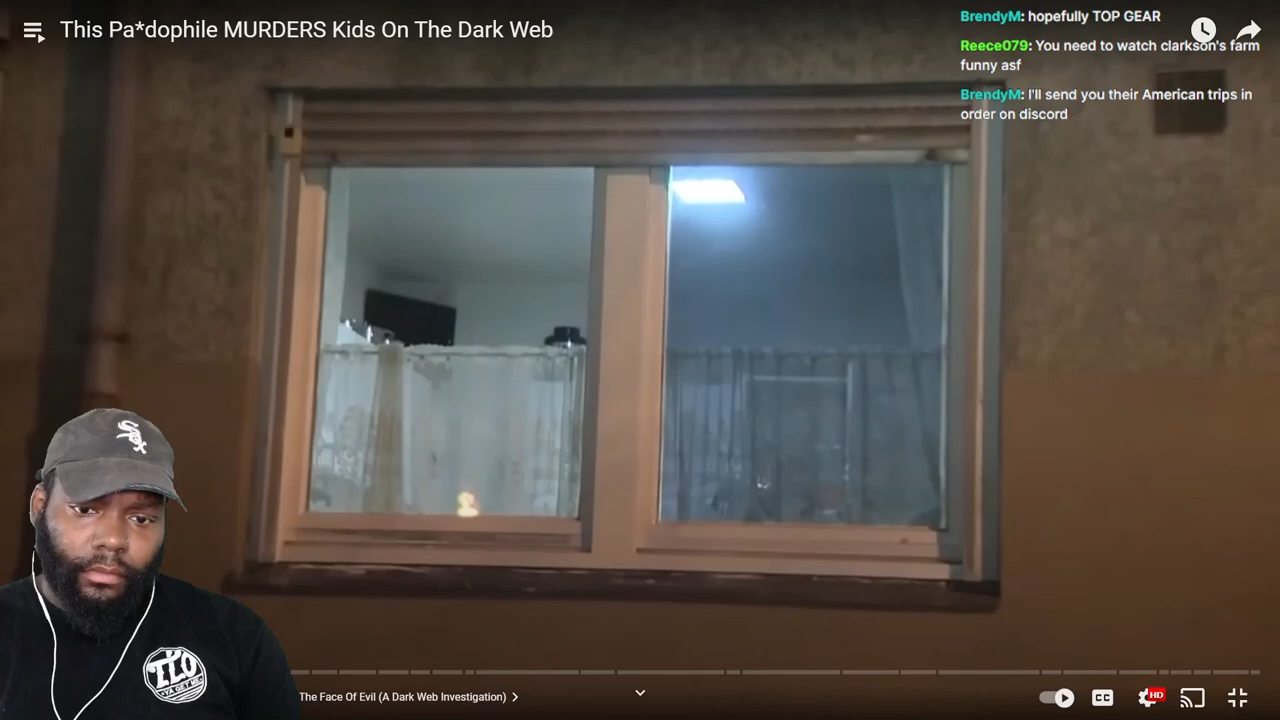 This Pa*dophile MURDERS Kids On The Dark Web
BrendyM: hopefully TOP GEAR
Reece079: You need to watch clarkson's farm
funny asf
BrendyM: I'll send you their American trips in
order on discord
TLO
The Face Of Evil (A Dark Web Investigation)
CC
HD